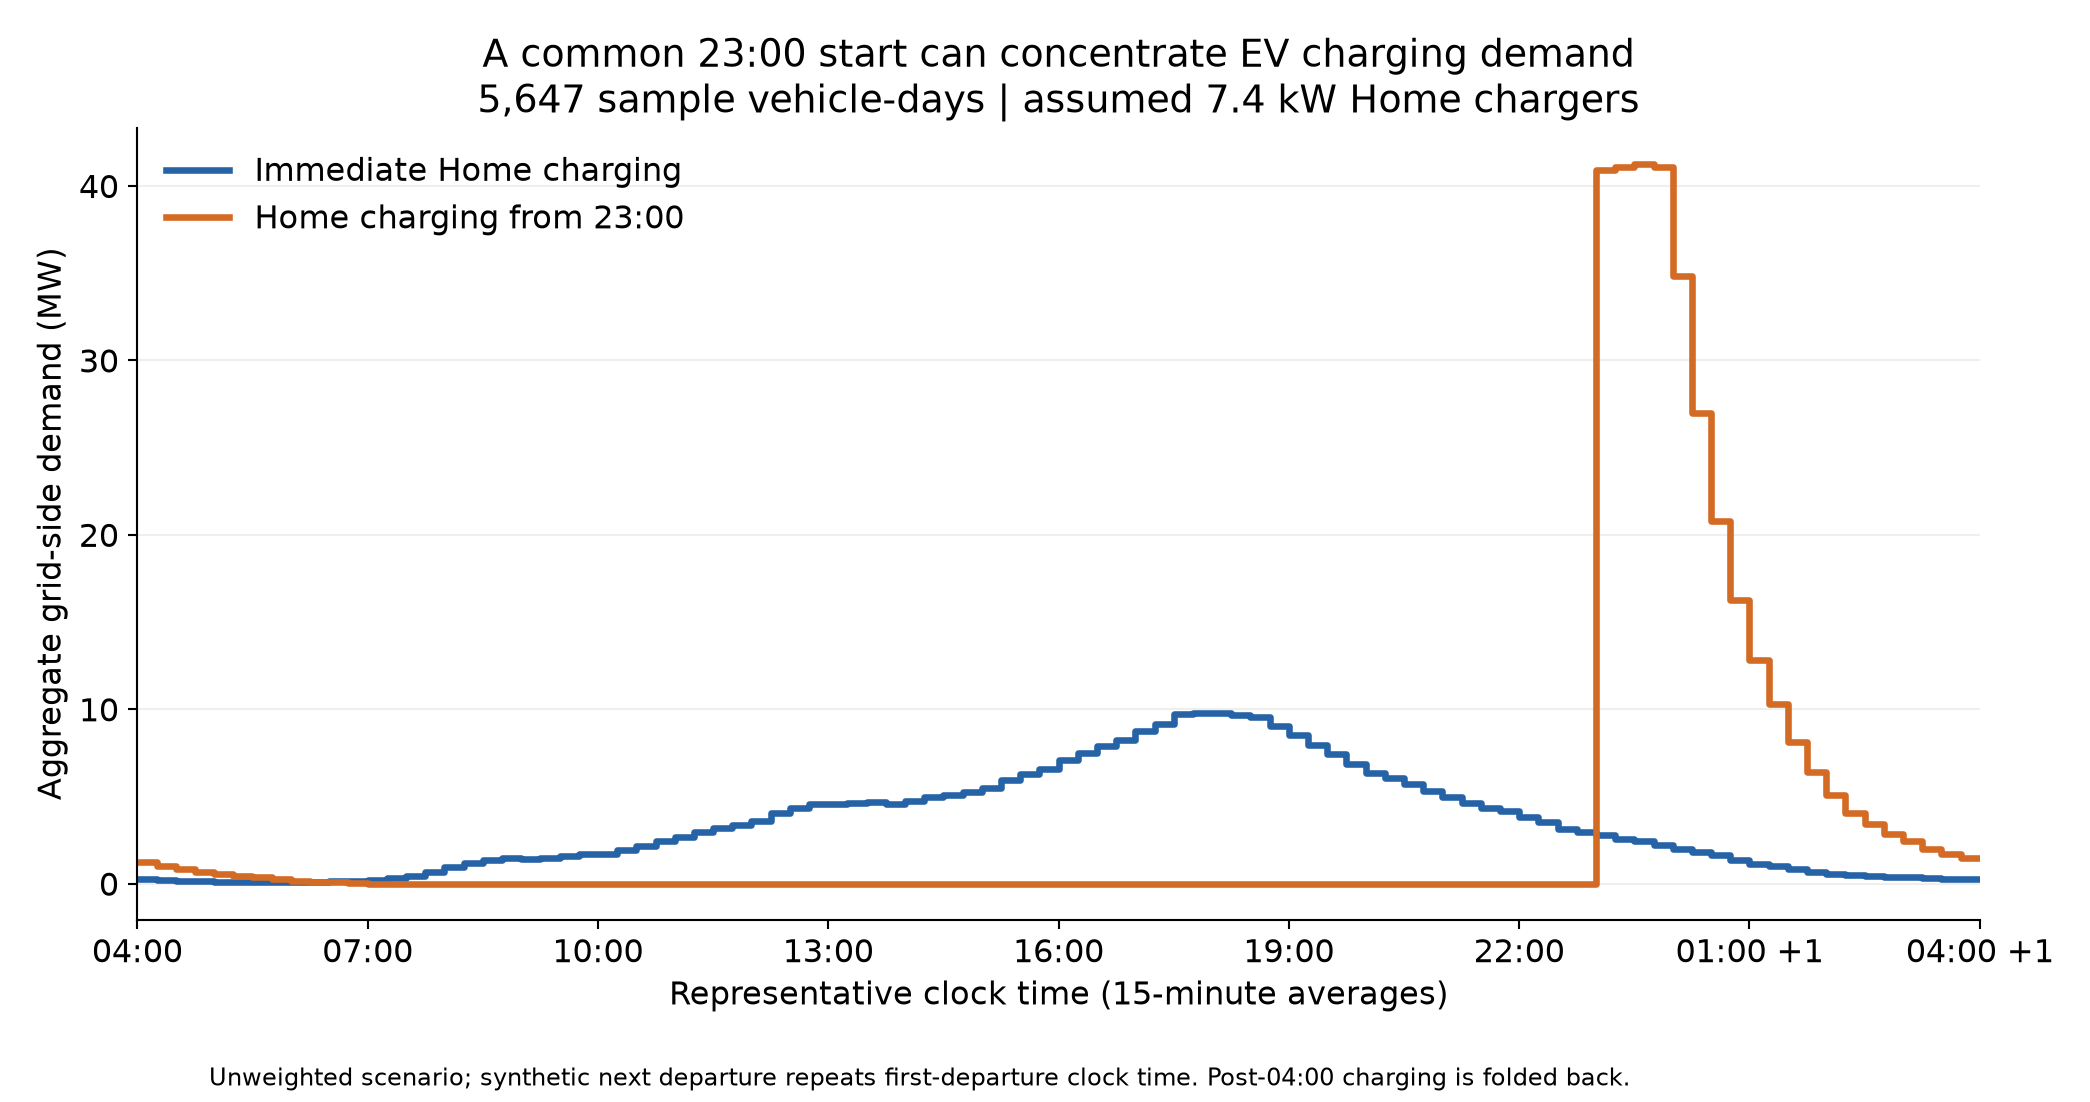 A common 23:00 start can concentrate EV charging demand
5,647 sample vehicle-days | assumed 7.4 kW Home chargers
Immediate Home charging
Home charging from 23:00
Aggregate grid-side demand (MW)
40
30
20
10
0
04:00
07:00
10:00
13:00
16:00
19:00
22:00
01:00 +1
04:00 +1
Representative clock time (15-minute averages)
Unweighted scenario; synthetic next departure repeats first-departure clock time. Post-04:00 charging is folded back.